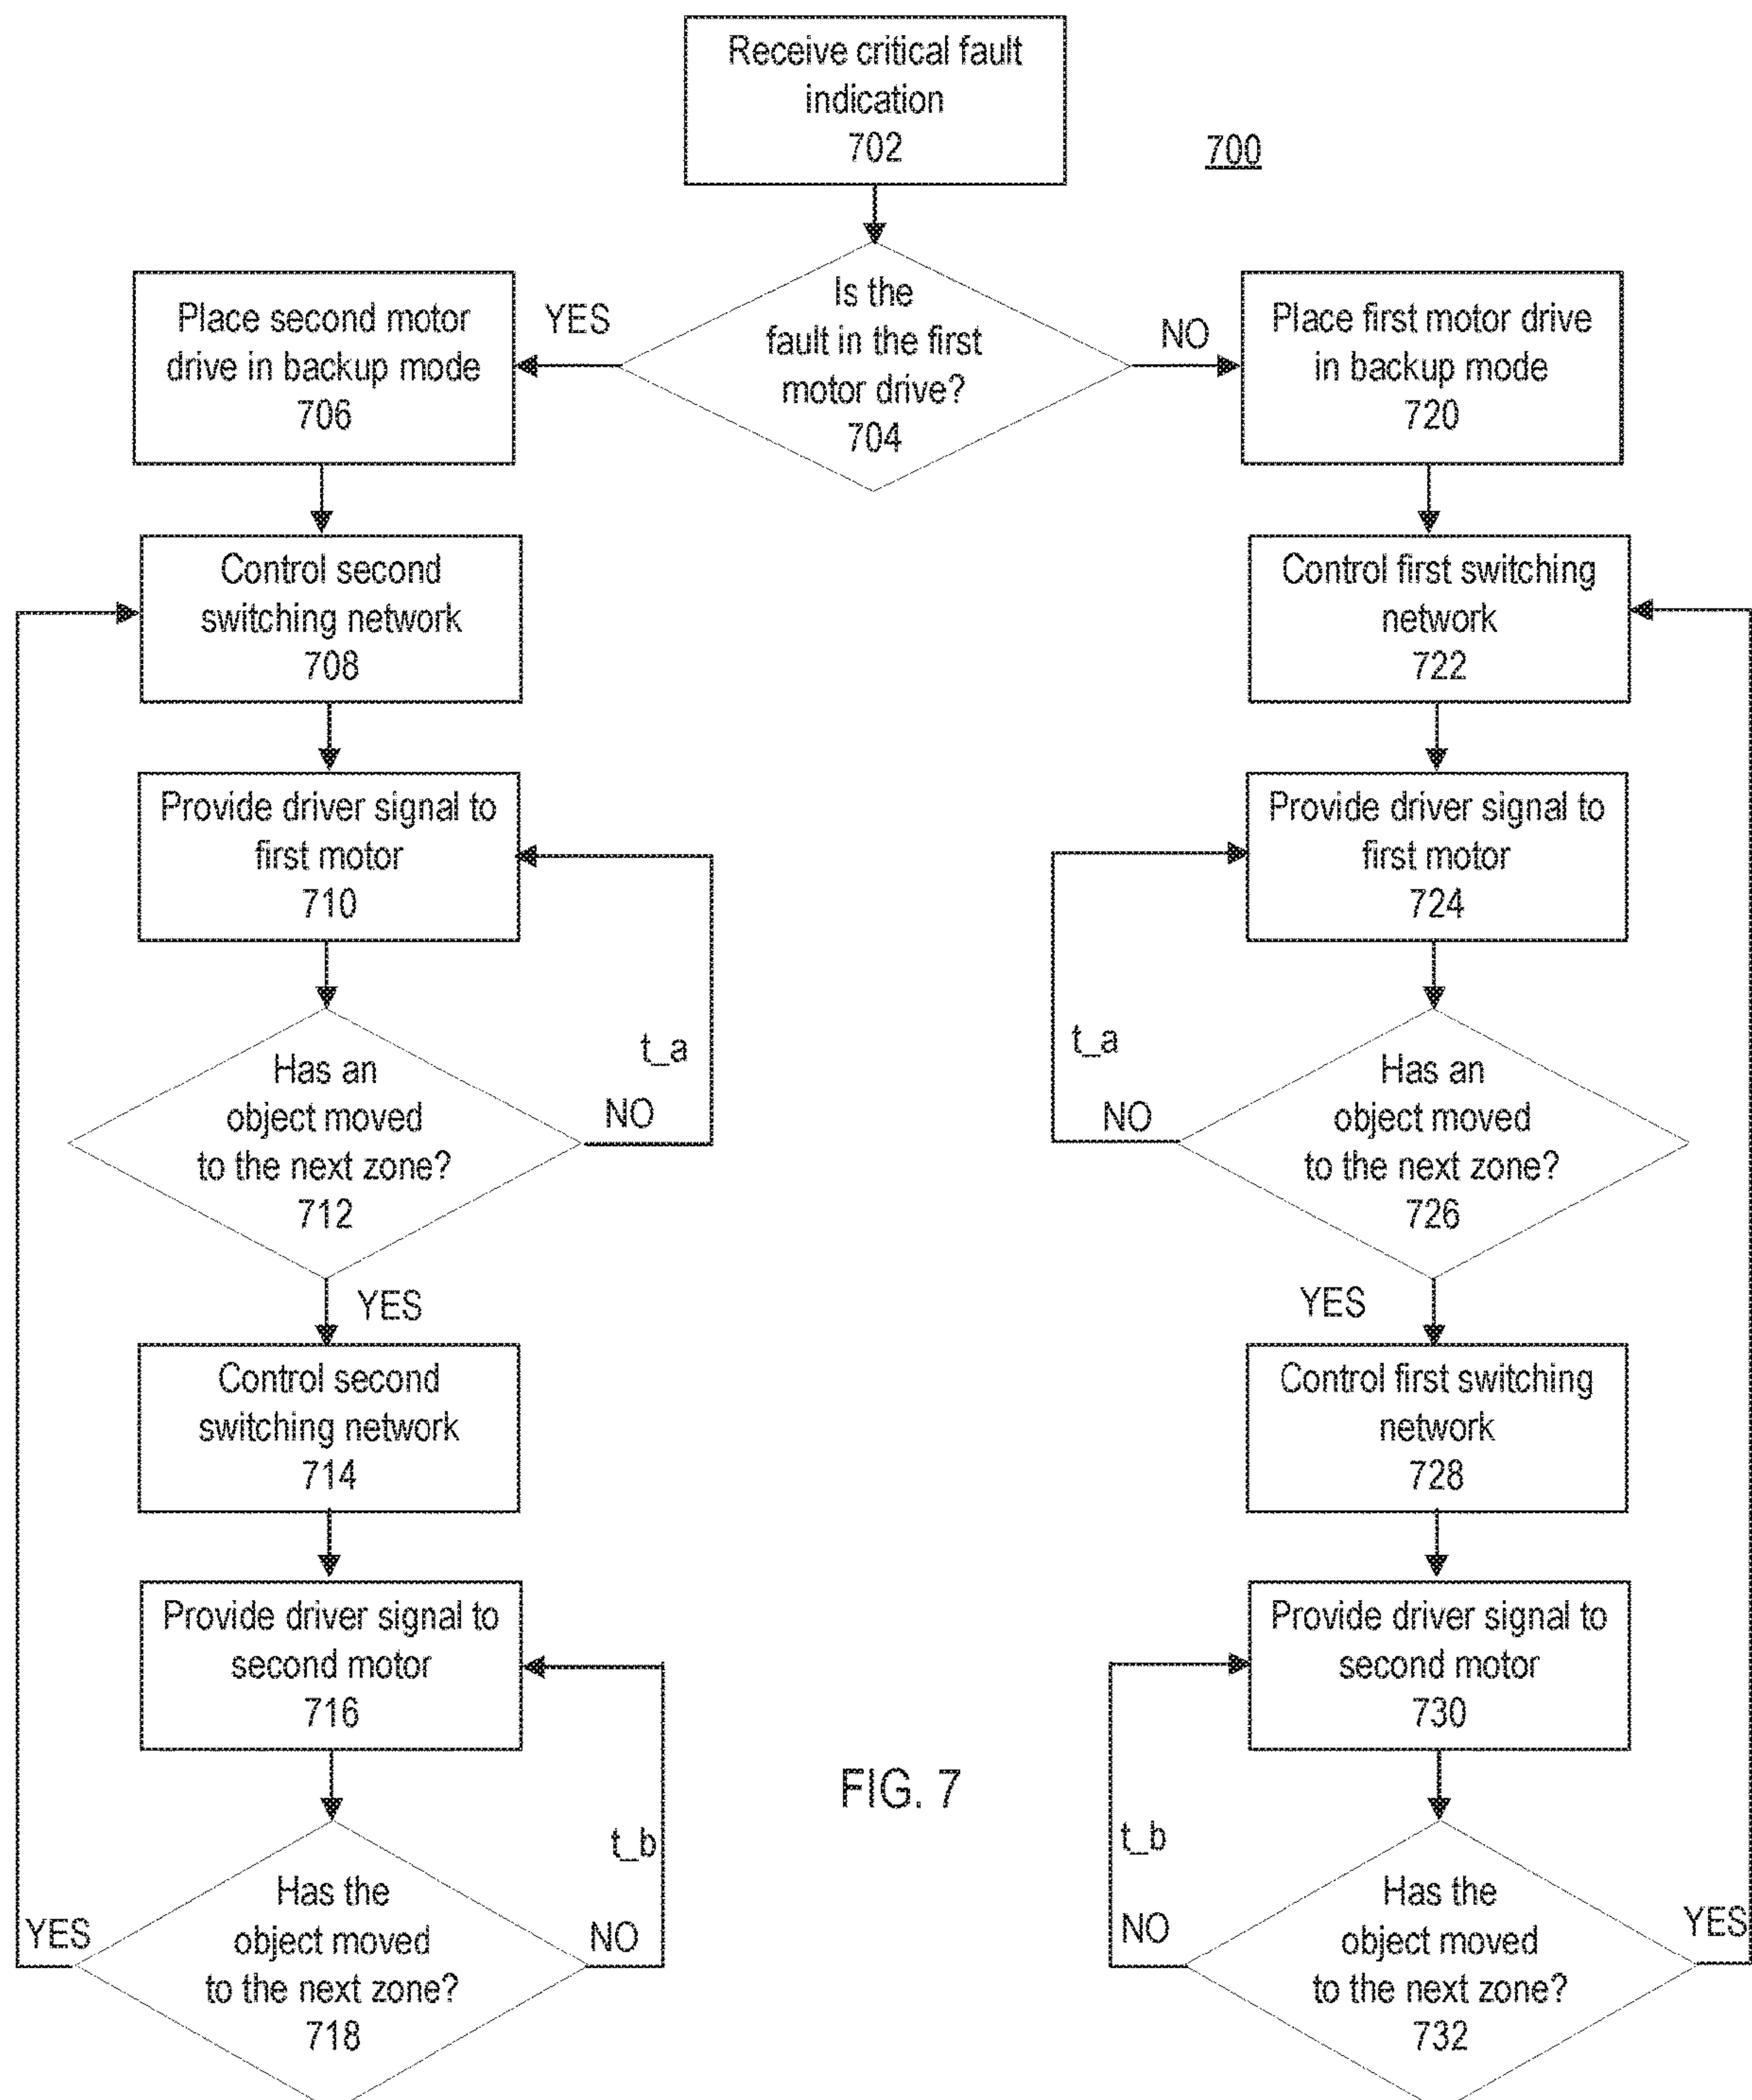 Receive critical fault
indication
702
700
Is the
fault in the first
motor drive?
704
YES
NO
Place second motor
drive in backup mode
706
Control second
switching network
708
Provide driver signal to
first motor
710
t_a
Has an
object moved
to the next zone?
712
NO
YES
Control second
switching network
714
Provide driver signal to
second motor
716
t_b
Has the
object moved
to the next zone?
718
YES
NO
Place first motor drive
in backup mode
720
Control first switching
network
722
Provide driver signal to
first motor
724
t_a
Has an
object moved
to the next zone?
726
NO
YES
Control first switching
network
728
Provide driver signal to
second motor
730
t_b
Has the
object moved
to the next zone?
732
NO
YES
FIG. 7